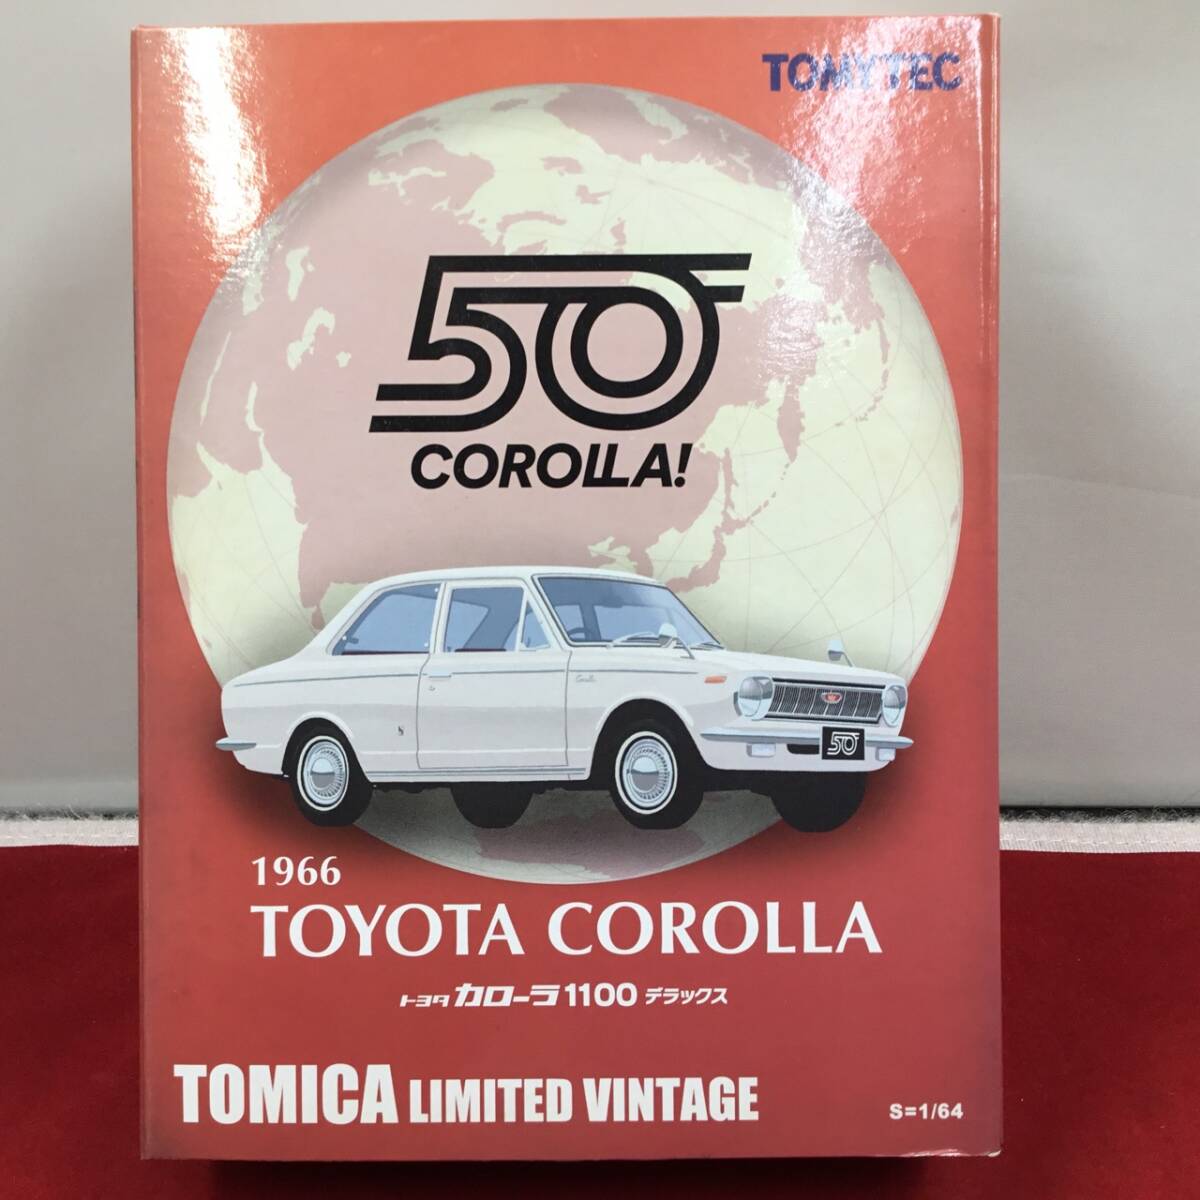 TOMYTEC
50
COROLLA!
Corolla
50
1966
TOYOTA COROLLA
トヨタ カローラ1100 デラックス
TOMICA LIMITED VINTAGE
S=1/64